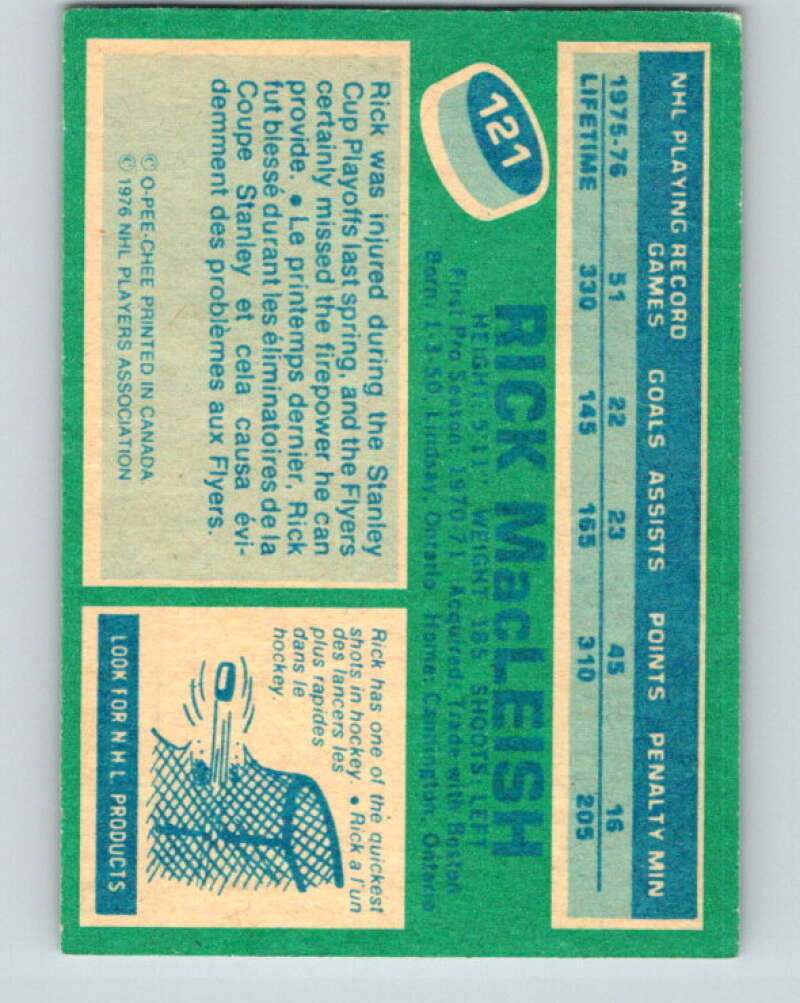 NHL PLAYING RECORD
GAMES GOALS ASSISTS POINTS PENALTY MIN
1975-76 51 22 23 45 16
LIFETIME 330 145 165 310 205
121
RICK MacLEISH
HEIGHT: 5'11" WEIGHT: 185 SHOOTS: LEFT
First Pro Season: 1970-71 Acquired: Trade with Boston
Born: 1-3-50, Lindsay, Ontario Home: Cannington, Ontario
Rick was injured during the Stanley
Cup Playoffs last spring, and the Flyers
certainly missed the firepower he can
provide. • Le printemps dernier, Rick
fut blessé durant les éliminatoires de la
Coupe Stanley et cela causa évi-
demment des problèmes aux Flyers.
© O-PEE-CHEE PRINTED IN CANADA
© 1976 NHL PLAYERS ASSOCIATION
Rick has one of the quickest
shots in hockey. • Rick a l'un
des lancers les
plus rapides
dans le
hockey.
LOOK FOR NHL PRODUCTS